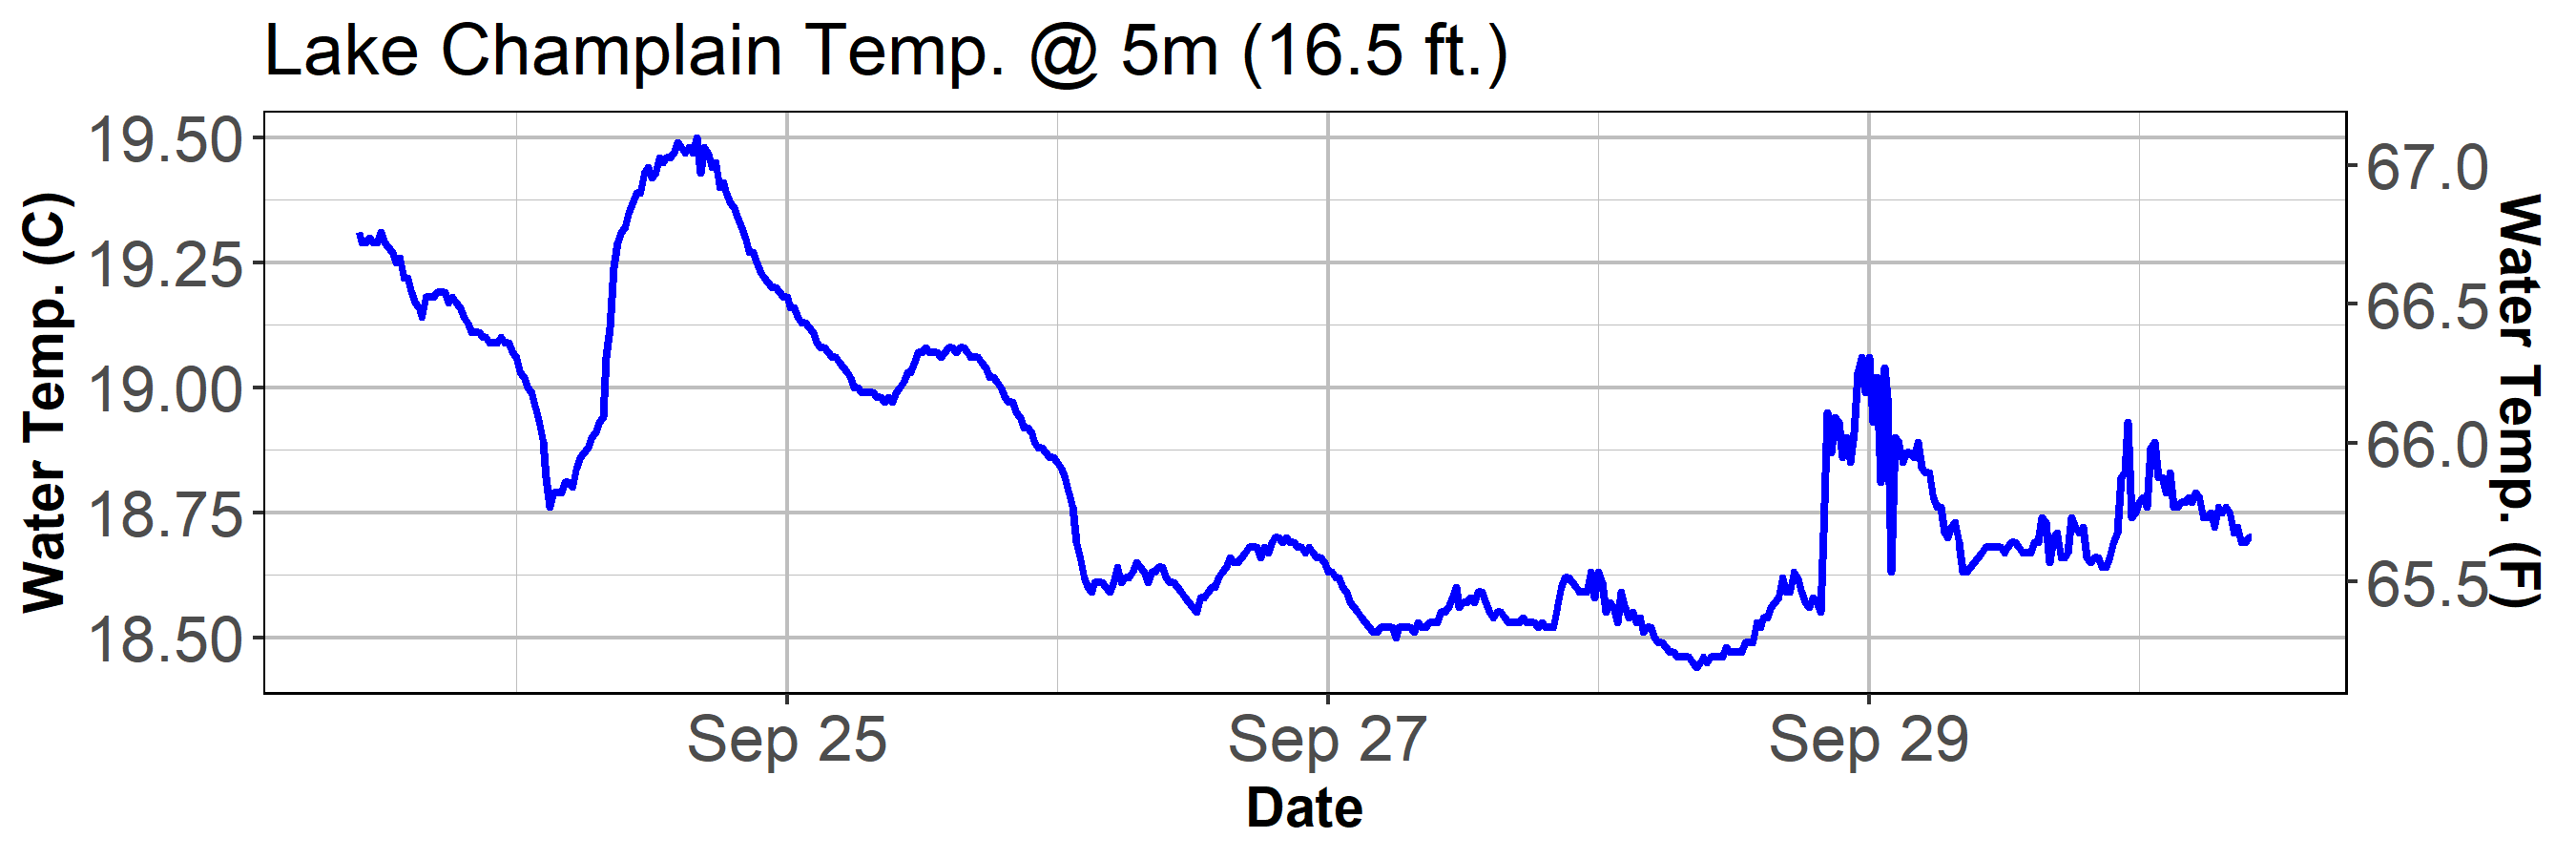 Lake Champlain Temp. @ 5m (16.5 ft.)
Water Temp. (C)
19.50
19.25
19.00
18.75
18.50
67.0
66.5
66.0
65.5
Water Temp. (F)
Sep 25
Sep 27
Sep 29
Date